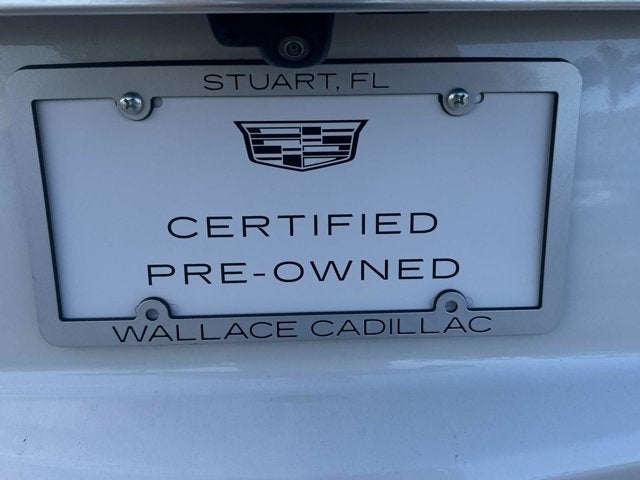 STUART, FL
CERTIFIED
PRE-OWNED
WALLACE CADILLAC